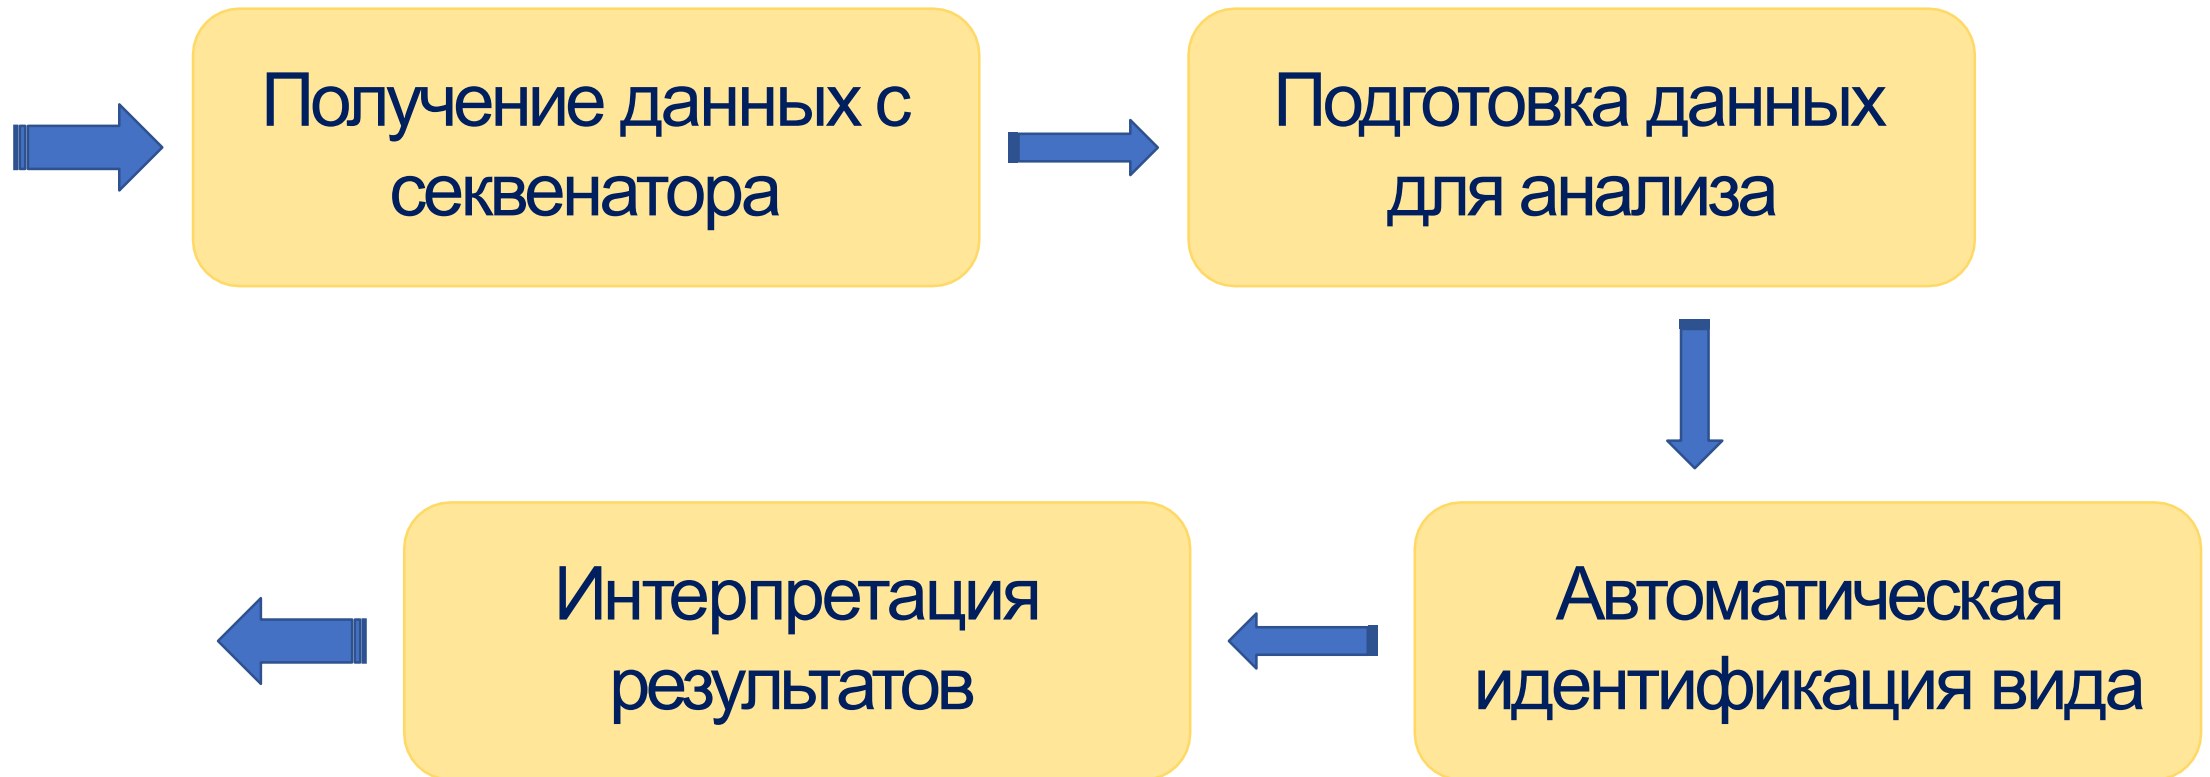 Получение данных с
секвенатора
Подготовка данных
для анализа
Автоматическая
идентификация вида
Интерпретация
результатов